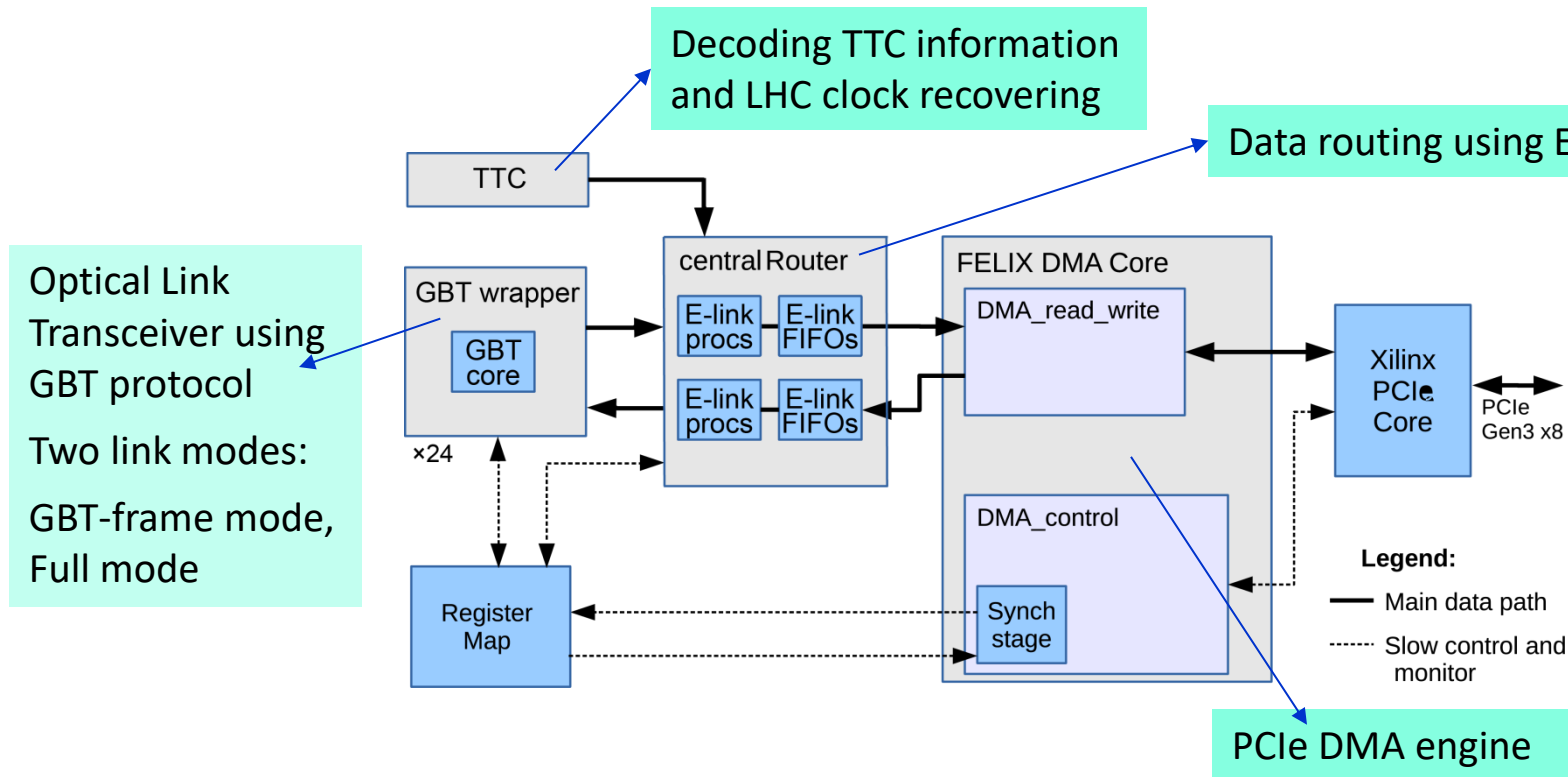 Decoding TTC information
and LHC clock recovering
Data routing using E
TTC
Optical Link
Transceiver using
GBT protocol
Two link modes:
GBT-frame mode,
Full mode
GBT wrapper
GBT
core
×24
central Router
E-link
procs
E-link
FIFOs
E-link
procs
E-link
FIFOs
FELIX DMA Core
DMA_read_write
DMA_control
Synch
stage
Xilinx
PCIe
Core
PCIe
Gen3 x8
Register
Map
Legend:
Main data path
Slow control and
monitor
PCIe DMA engine